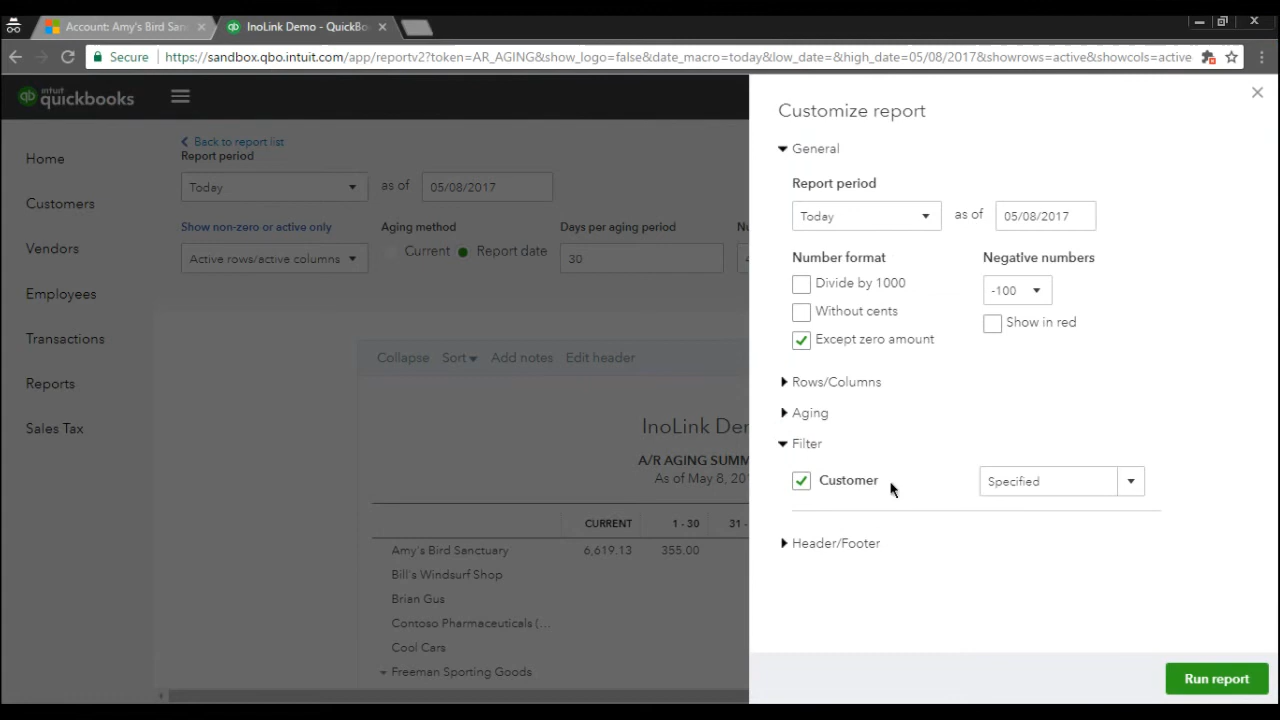 Account: Amy's Bird San
InoLink Demo - QuickBo
Secure
https://sandbox.qbo.intuit.com/app/reportv2?token=AR_AGING&show_logo=false&date_macro=today&low_date=&high_date=05/08/2017&showrows=active&showcols=active
intuit
quickbooks
Home
Customers
Vendors
Employees
Transactions
Reports
Sales Tax
Back to report list
Report period
Today
as of
05/08/2017
Show non-zero or active only
Active rows/active columns
Aging method
Current
Report date
Days per aging period
30
Nu
4
Collapse
Sort
Add notes
Edit header
InoLink De
A/R AGING SUMM
As of May 8, 20
CURRENT 1 - 30 31 -
Amy's Bird Sanctuary 6,619.13 355.00
Bill's Windsurf Shop
Brian Gus
Contoso Pharmaceuticals (...
Cool Cars
Freeman Sporting Goods
Customize report
General
Report period
Today
as of
05/08/2017
Number format
Negative numbers
Divide by 1000
-100
Without cents
Show in red
Except zero amount
Rows/Columns
Aging
Filter
Customer
Specified
Header/Footer
Run report